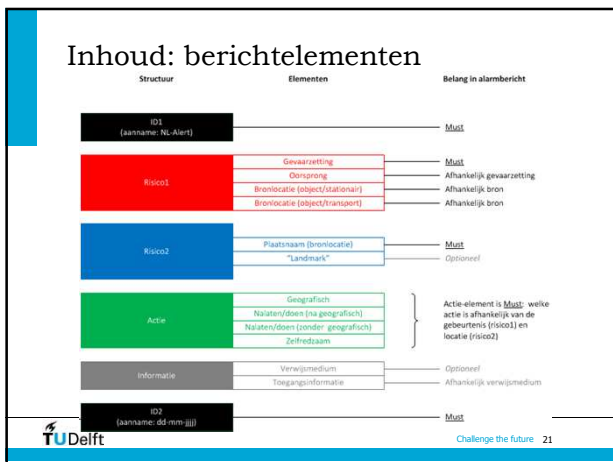 Inhoud: berichtelementen
Structuur Elementen Belang in alarmbericht
ID1
(aanname: NL-Alert)
Must
Risico1
Gevaarzetting Must
Oorsprong Afhankelijk gevaarzetting
Bronlocatie (object/stationair) Afhankelijk bron
Bronlocatie (object/transport) Afhankelijk bron
Risico2
Plaatsnaam (bronlocatie) Must
"Landmark" Optioneel
Actie
Geografisch
Nalaten/doen (na geografisch)
Nalaten/doen (zonder geografisch)
Zelfredzaam
Actie-element is Must: welke
actie is afhankelijk van de
gebeurtenis (risico1) en
locatie (risico2)
Informatie
Verwijsmedium Optioneel
Toegangsinformatie Afhankelijk verwijsmedium
ID2
(aanname: dd-mm-jjjj)
Must
TUDelft
Challenge the future 21